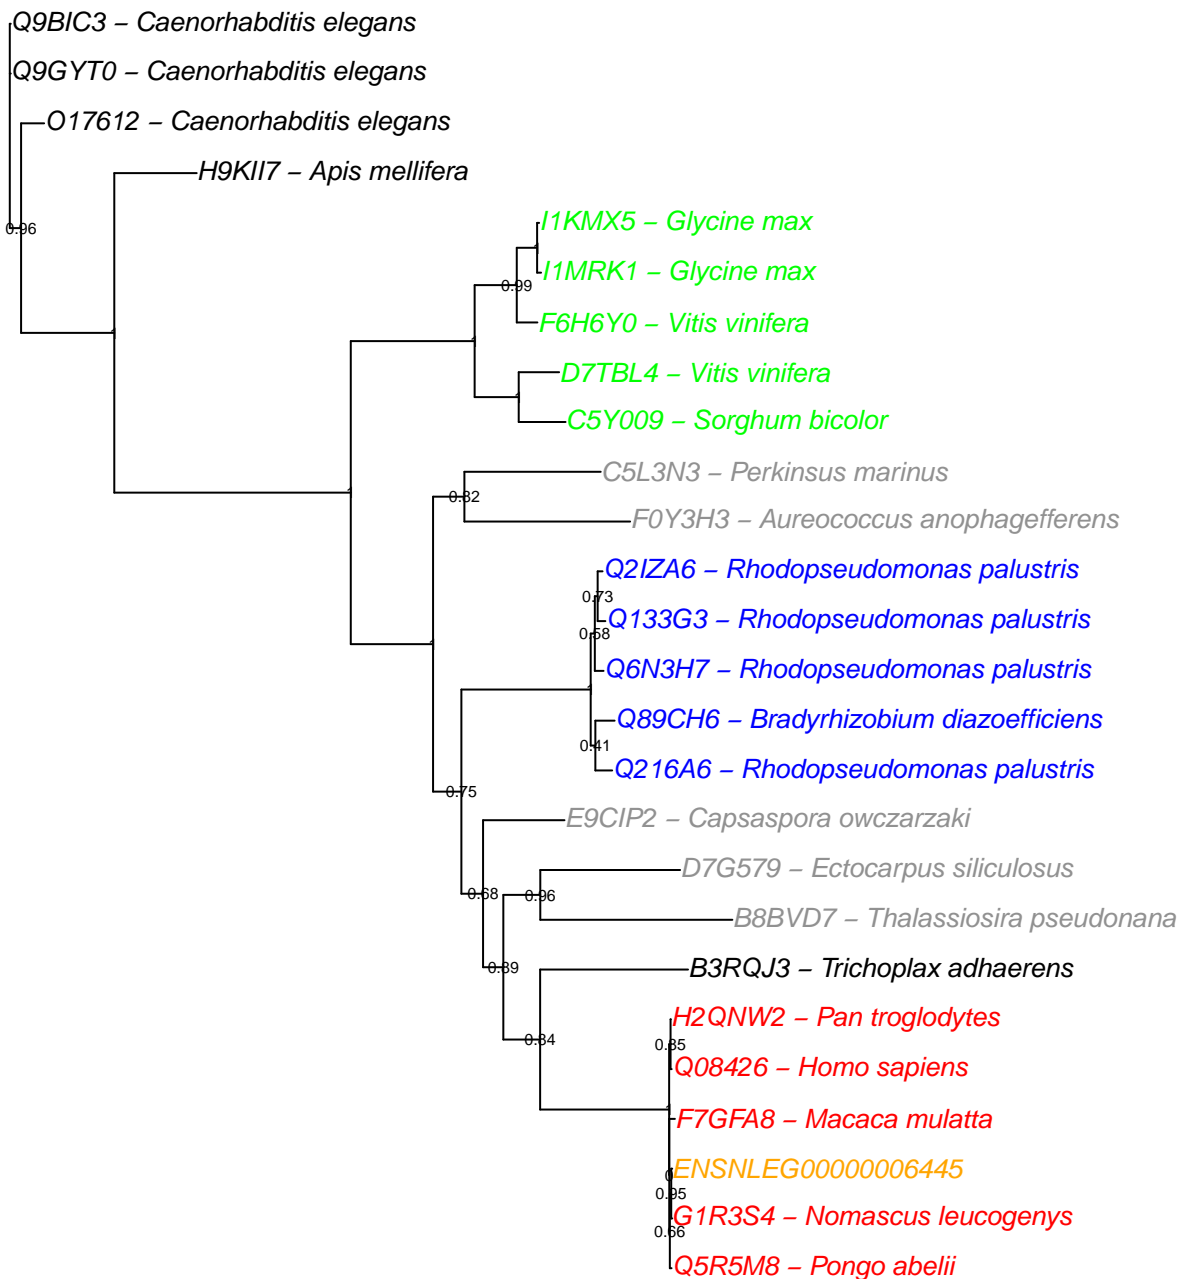 Q9BIC3 – Caenorhabditis elegans
Q9GYT0 – Caenorhabditis elegans
O17612 – Caenorhabditis elegans
H9KII7 – Apis mellifera
I1KMX5 – Glycine max
0.96
I1MRK1 – Glycine max
0.99
F6H6Y0 – Vitis vinifera
1
D7TBL4 – Vitis vinifera
C5Y009 – Sorghum bicolor
C5L3N3 – Perkinsus marinus
0.82
F0Y3H3 – Aureococcus anophagefferens
Q2IZA6 – Rhodopseudomonas palustris
0.73
Q133G3 – Rhodopseudomonas palustris
0.58
Q6N3H7 – Rhodopseudomonas palustris
Q89CH6 – Bradyrhizobium diazoefficiens
0.41
Q216A6 – Rhodopseudomonas palustris
0.75
E9CIP2 – Capsaspora owczarzaki
D7G579 – Ectocarpus siliculosus
0.68
0.96
B8BVD7 – Thalassiosira pseudonana
0.89
B3RQJ3 – Trichoplax adhaerens
H2QNW2 – Pan troglodytes
0.84
0.85
Q08426 – Homo sapiens
F7GFA8 – Macaca mulatta
ENSNLEG00000006445
0
0.95
G1R3S4 – Nomascus leucogenys
0.66
Q5R5M8 – Pongo abelii